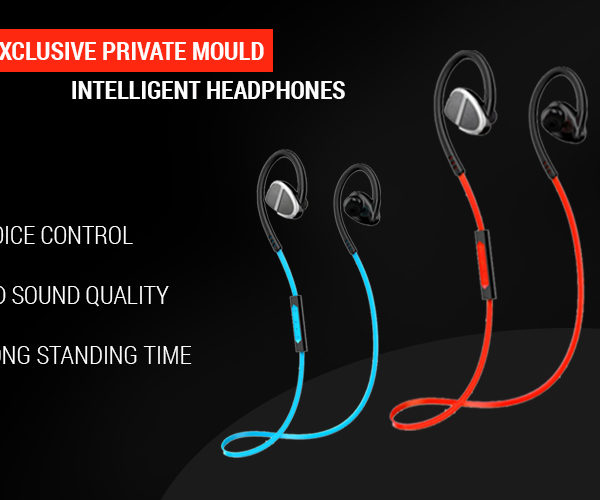 XCLUSIVE PRIVATE MOULD
INTELLIGENT HEADPHONES
OICE CONTROL
D SOUND QUALITY
ONG STANDING TIME